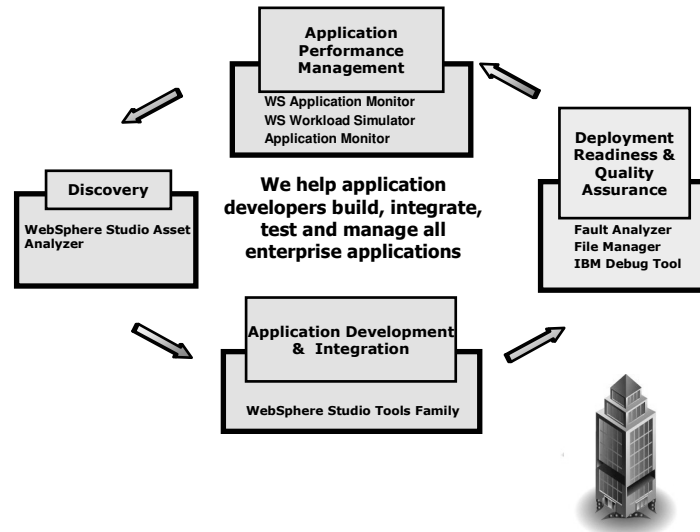 Application
Performance
Management
WS Application Monitor
WS Workload Simulator
Application Monitor
Deployment
Readiness &
Quality
Assurance
Fault Analyzer
File Manager
IBM Debug Tool
Discovery
WebSphere Studio Asset
Analyzer
We help application
developers build, integrate,
test and manage all
enterprise applications
Application Development
& Integration
WebSphere Studio Tools Family